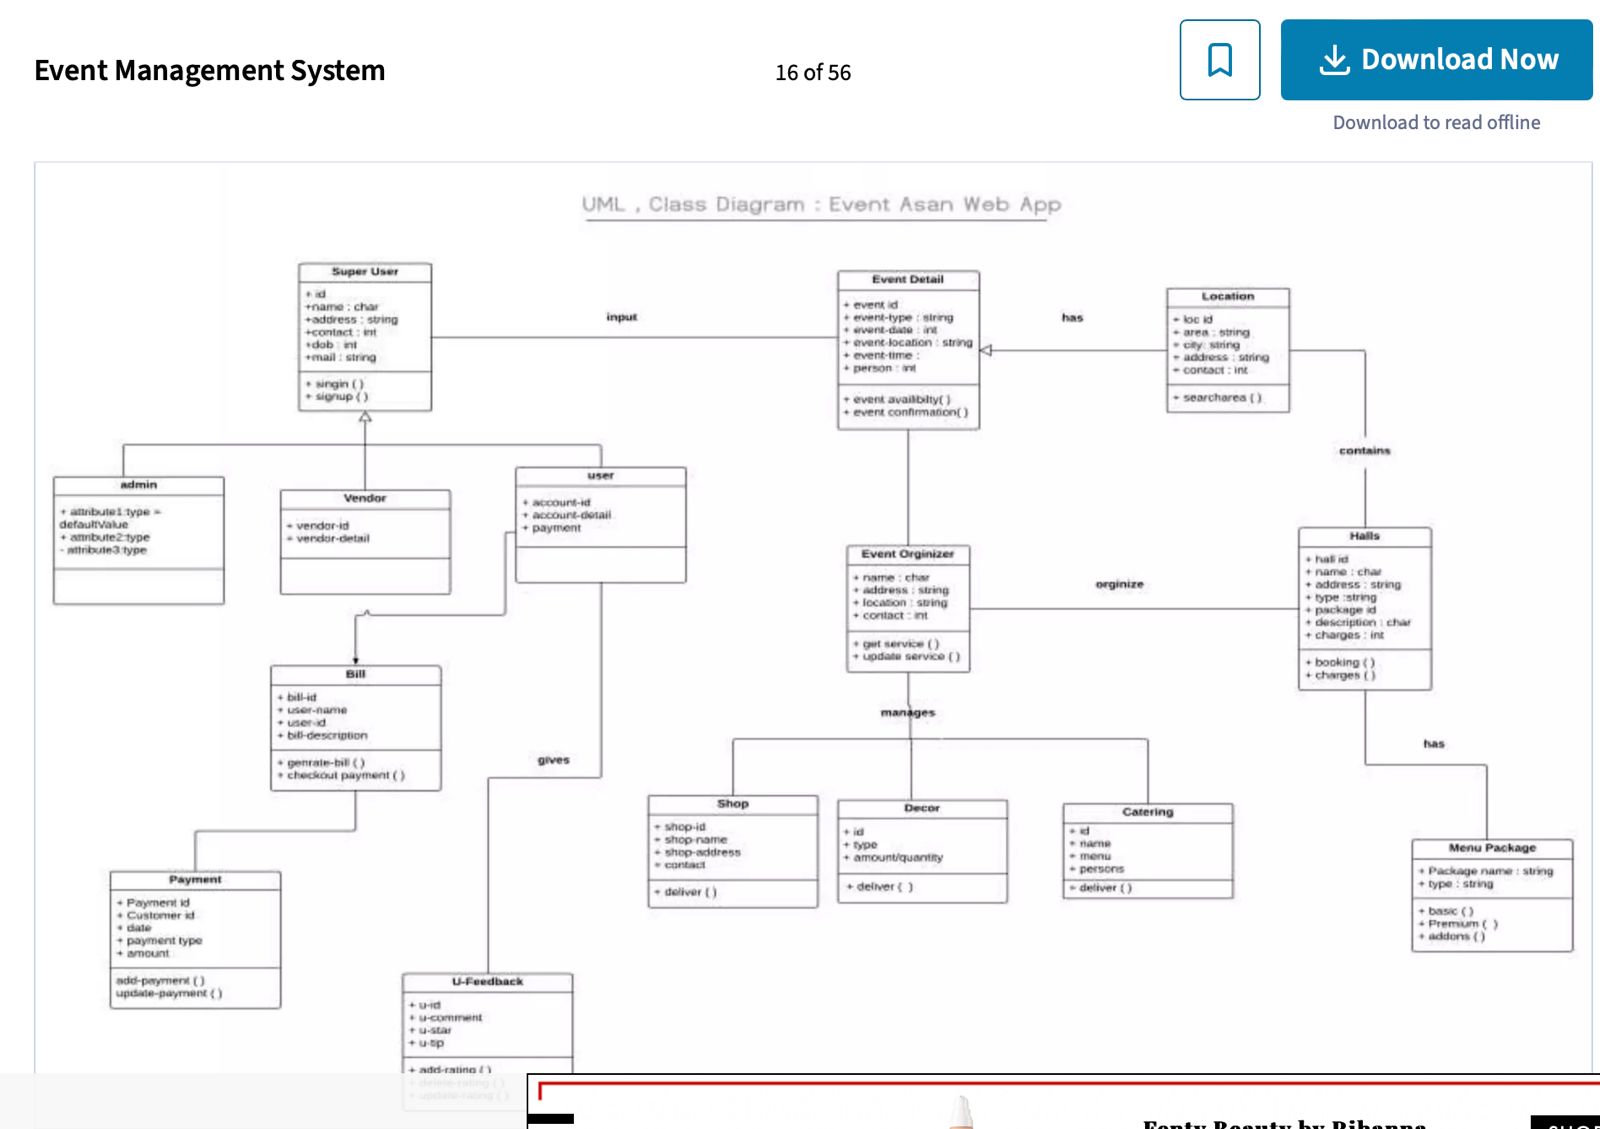 Event Management System
16 of 56
Download Now
Download to read offline
UML , Class Diagram : Event Asan Web App
Super User
+ id
+name : char
+address : string
+contact : int
+dob : int
+mail : string
+ singin ( )
+ signup ( )
input
Event Detail
+ event id
+ event-type : string
+ event-date : int
+ event-location : string
+ event-time :
+ person : int
+ event availibilty( )
+ event confirmation( )
has
Location
+ loc id
+ area : string
+ city: string
+ address : string
+ contact : int
+ searcharea ( )
contains
admin
+ attribute1:type =
defaultValue
+ attribute2:type
- attribute3:type
Vendor
+ vendor-id
+ vendor-detail
user
+ account-id
+ account-detail
+ payment
Event Orginizer
+ name : char
+ address : string
+ location : string
+ contact : int
+ get service ( )
+ update service ( )
orginize
Halls
+ hall id
+ name : char
+ address : string
+ type :string
+ package id
+ description : char
+ charges : int
+ booking ( )
+ charges ( )
Bill
+ bill-id
+ user-name
+ user-id
+ bill-description
+ genrate-bill ( )
+ checkout payment ( )
manages
has
gives
Shop
+ shop-id
+ shop-name
+ shop-address
+ contact
+ deliver ( )
Decor
+ id
+ type
+ amount/quantity
+ deliver ( )
Catering
+ id
+ name
+ menu
+ persons
+ deliver ( )
Menu Package
+ Package name : string
+ type : string
+ basic ( )
+ Premium ( )
+ addons ( )
Payment
+ Payment id
+ Customer id
+ date
+ payment type
+ amount
add-payment ( )
update-payment ( )
U-Feedback
+ u-id
+ u-comment
+ u-star
+ u-tip
+ add-rating ( )
+ delete-rating ( )
+ update-rating ( )
Fenty Beauty by Rihanna